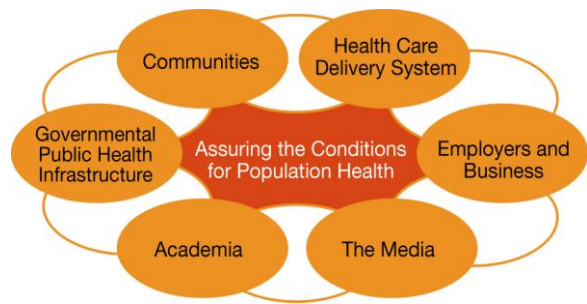 Communities
Health Care
Delivery System
Governmental
Public Health
Infrastructure
Assuring the Conditions
for Population Health
Employers and
Business
Academia
The Media